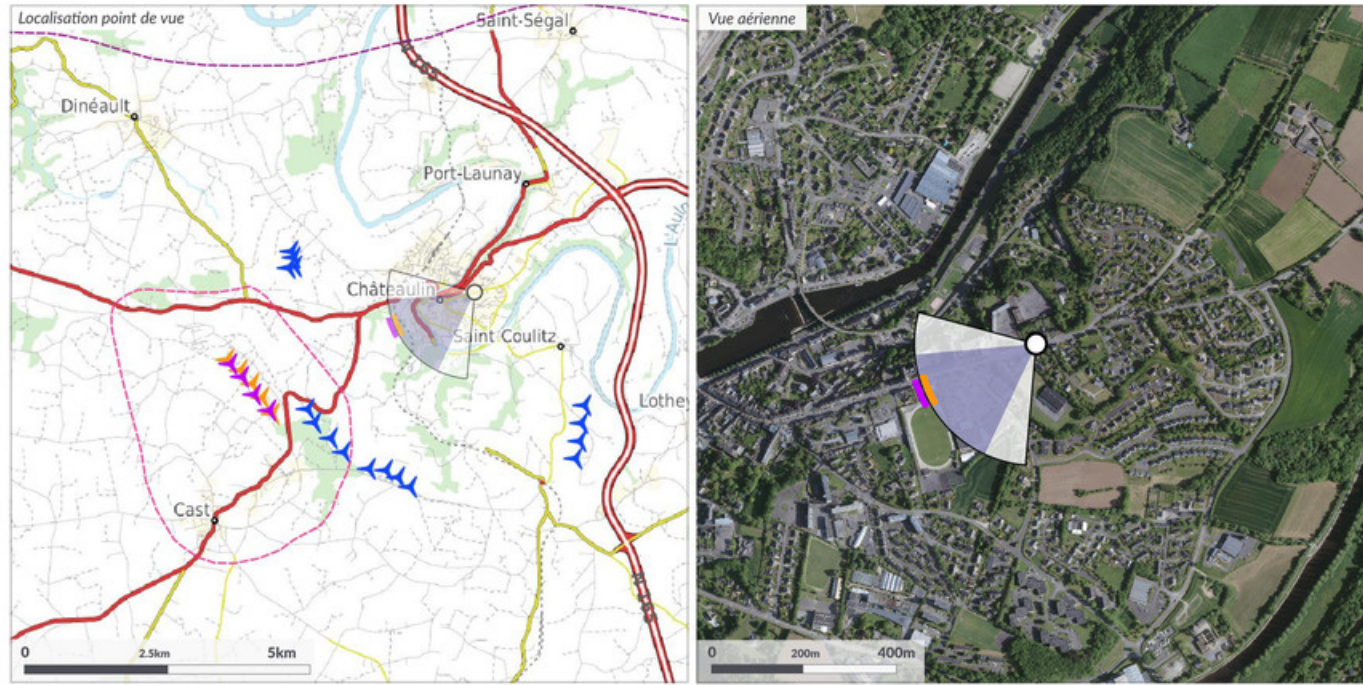 Localisation point de vue
Saint-Ségal
Dinéault
Port-Launay
L'Aulne
Châteaulin
Saint Coulitz
Lothey
Cast
0 2.5km 5km
Vue aérienne
0 200m 400m